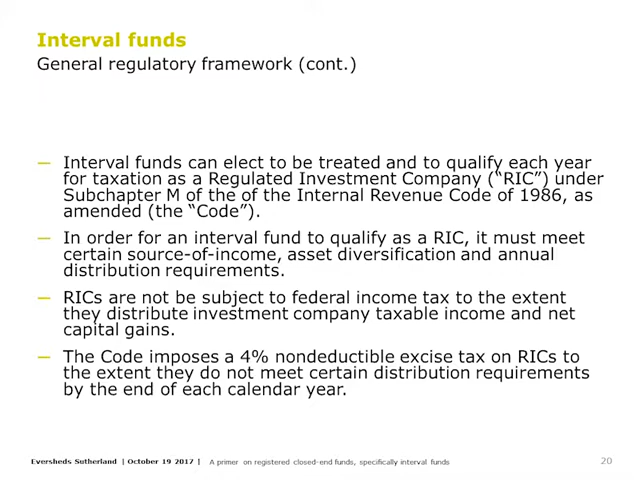 Interval funds
General regulatory framework (cont.)
— Interval funds can elect to be treated and to qualify each year
for taxation as a Regulated Investment Company (“RIC”) under
Subchapter M of the of the Internal Revenue Code of 1986, as
amended (the “Code”).
— In order for an interval fund to qualify as a RIC, it must meet
certain source-of-income, asset diversification and annual
distribution requirements.
— RICs are not be subject to federal income tax to the extent
they distribute investment company taxable income and net
capital gains.
— The Code imposes a 4% nondeductible excise tax on RICs to
the extent they do not meet certain distribution requirements
by the end of each calendar year.
Eversheds Sutherland | October 19 2017 | A primer on registered closed-end funds, specifically interval funds 20